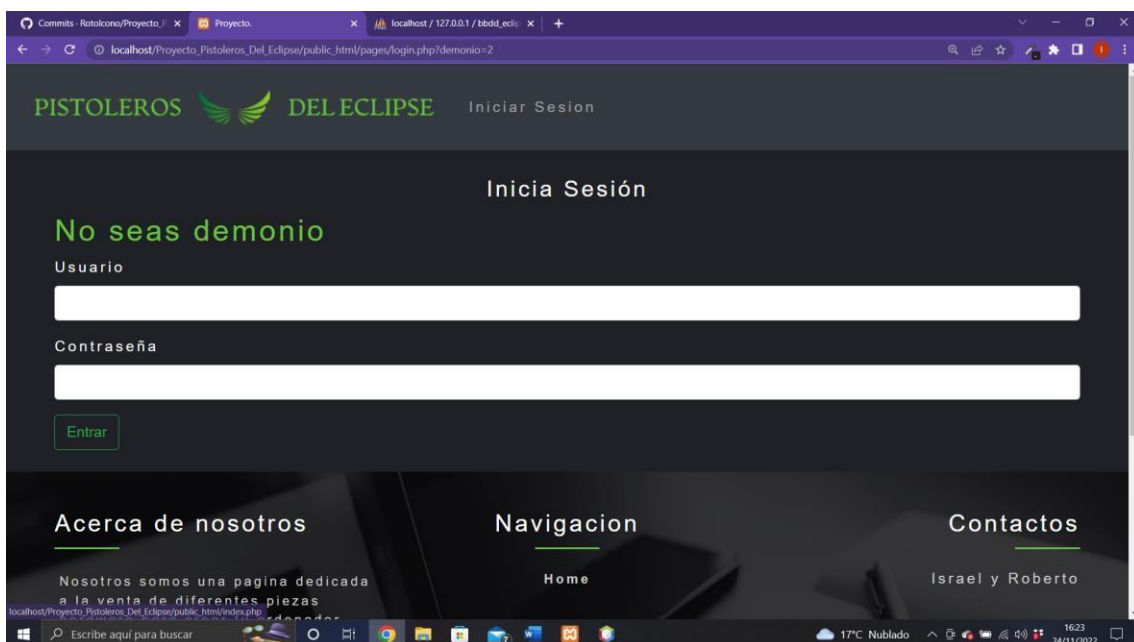 Commits · Rotolcono/Proyecto_P
Proyecto.
localhost / 127.0.0.1 / bbdd_eclip
localhost/Proyecto_Pistoleros_Del_Eclipse/public_html/pages/login.php?demonio=2
PISTOLEROS DEL ECLIPSE Iniciar Sesion
Inicia Sesión
No seas demonio
Usuario
Contraseña
Entrar
Acerca de nosotros
Navigacion
Contactos
Nosotros somos una pagina dedicada
a la venta de diferentes piezas
Home
Israel y Roberto
localhost/Proyecto_Pistoleros_Del_Eclipse/public_html/index.php
Escribe aquí para buscar
17°C Nublado
16:23
24/11/2022